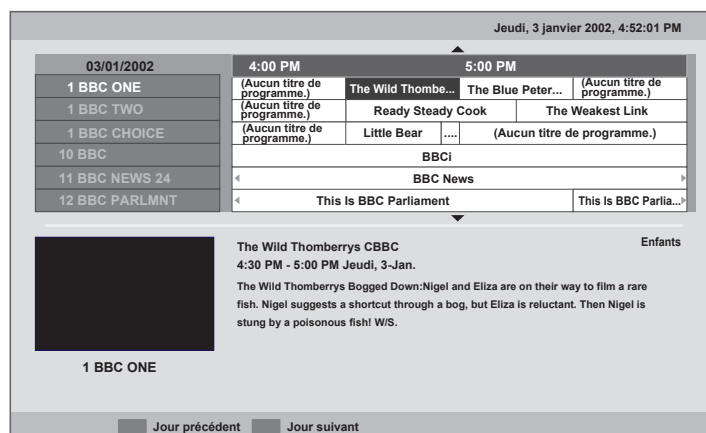 Jeudi, 3 janvier 2002, 4:52:01 PM
03/01/2002 4:00 PM 5:00 PM
1 BBC ONE (Aucun titre de programme.) The Wild Thombe... The Blue Peter... (Aucun titre de programme.)
1 BBC TWO (Aucun titre de programme.) Ready Steady Cook The Weakest Link
1 BBC CHOICE (Aucun titre de programme.) Little Bear .... (Aucun titre de programme.)
10 BBC BBCi
11 BBC NEWS 24 BBC News
12 BBC PARLMNT This Is BBC Parliament This Is BBC Parlia...
The Wild Thomberrys CBBC Enfants
4:30 PM - 5:00 PM Jeudi, 3-Jan.
The Wild Thomberrys Bogged Down:Nigel and Eliza are on their way to film a rare
fish. Nigel suggests a shortcut through a bog, but Eliza is reluctant. Then Nigel is
stung by a poisonous fish! W/S.
1 BBC ONE
Jour précédent Jour suivant